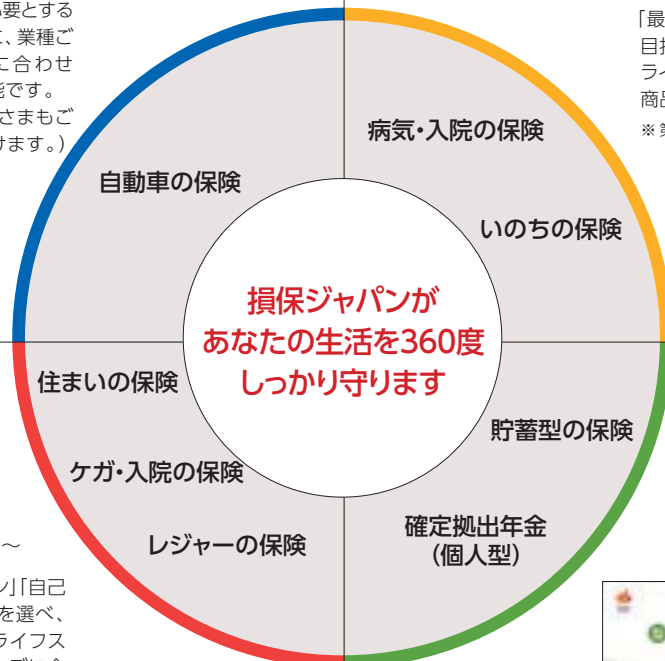 要とする
に、業種ご
に合わせ
能です。
さまもご
けます。)
「最
目指
ライ
商品
※第
病気・入院の保険
自動車の保険
いのちの保険
損保ジャパンが
あなたの生活を360度
しっかり守ります
住まいの保険
貯蓄型の保険
ケガ・入院の保険
確定拠出年金
(個人型)
レジャーの保険
～
ン」「自己
を選べ、
ライフス